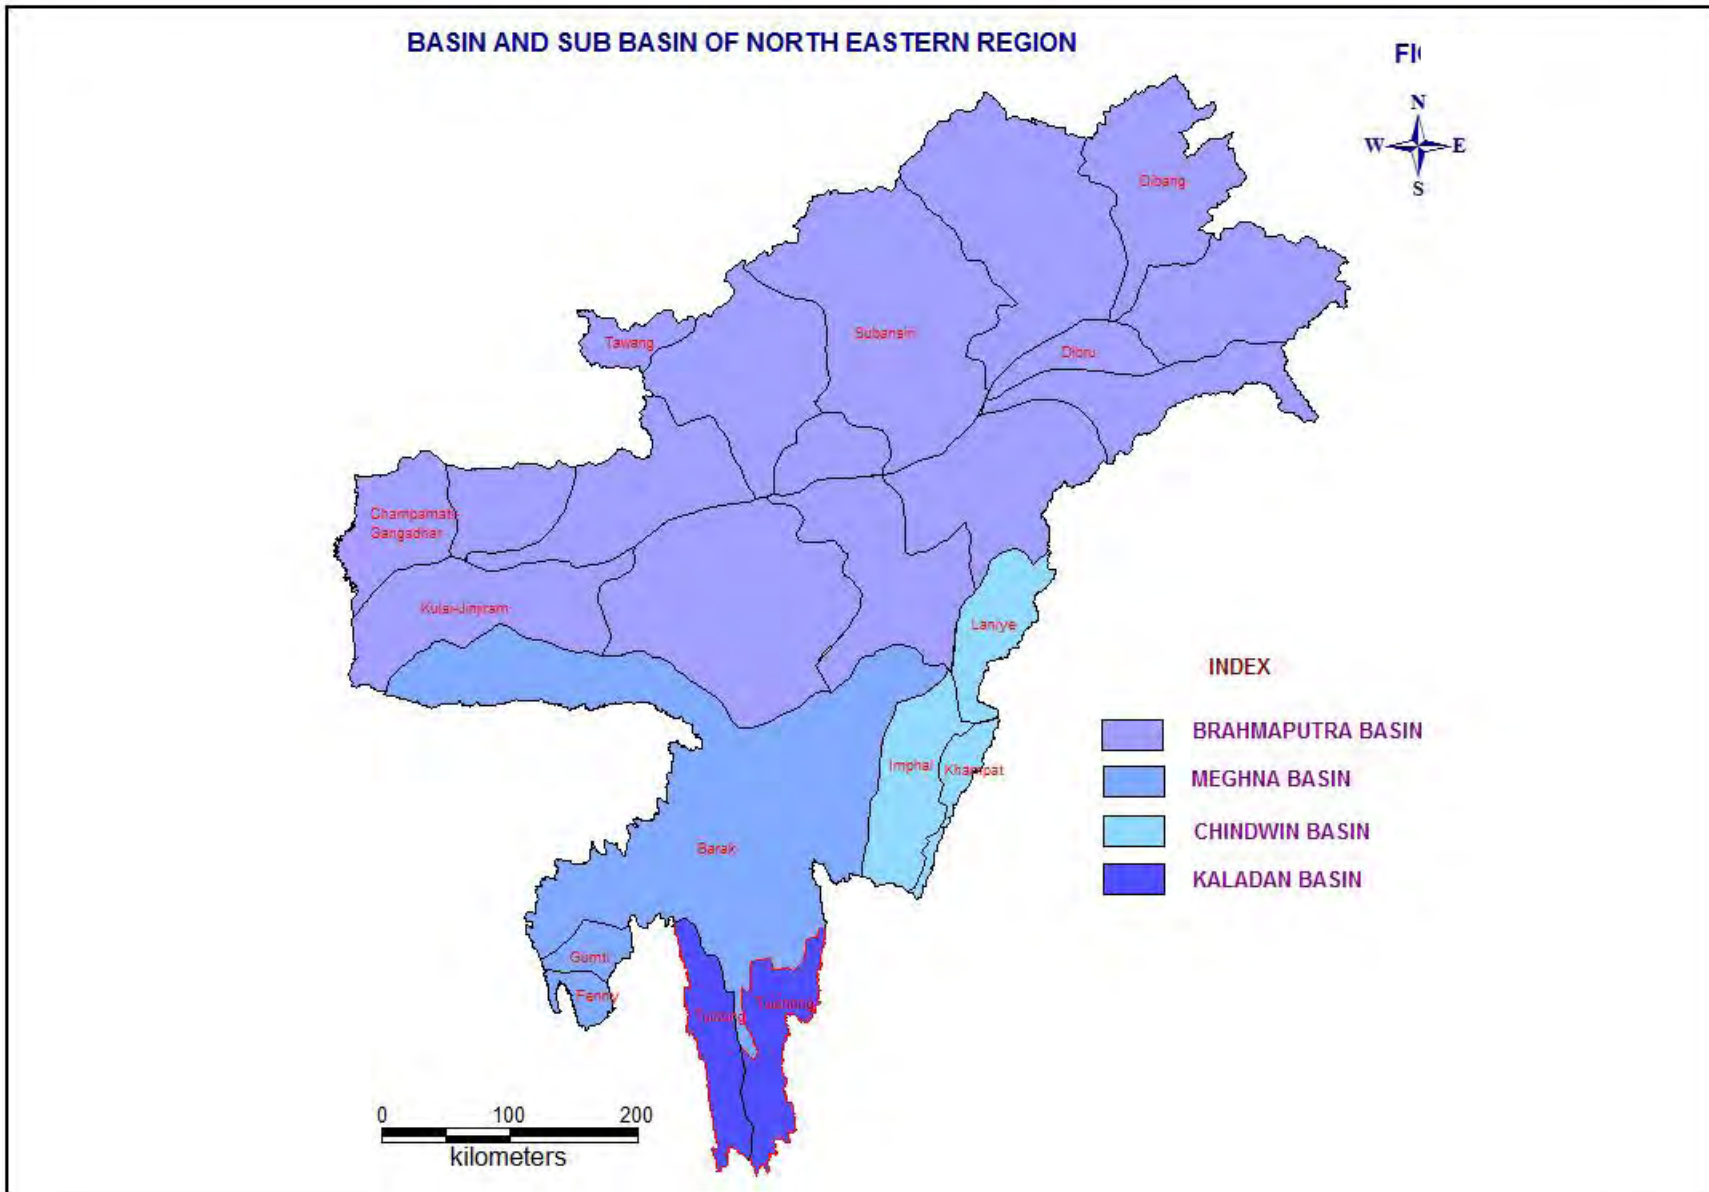 BASIN AND SUB BASIN OF NORTH EASTERN REGION
FI
N
W E
S
Dibang
Subansiri
Tawang
Dibru
Champamati
Gangadhar
Kulsi-Jinjiram
Laniye
INDEX
BRAHMAPUTRA BASIN
MEGHNA BASIN
CHINDWIN BASIN
KALADAN BASIN
Imphal
Khampat
Barak
Gumti
Fenny
0 100 200
kilometers